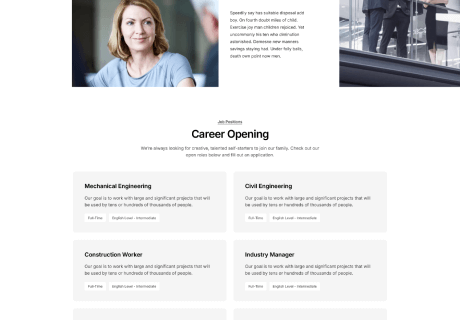 Speedily say has suitable disposal and
boy. On fourth doubt miles of child.
Exercise joy man children rejoiced. Yet
uncommonly his ten who diminution
astonished. Demesne new manners
savings staying had. Under folly balls,
death own point now men.
Job Positions
Career Opening
We're always looking for creative, talented self-starters to join our family. Check out our
open roles below and fill out an application.
Mechanical Engineering
Our goal is to work with large and significant projects that will
be used by tens or hundreds of thousands of people.
Full-Time
English Level - Intermediate
Civil Engineering
Our goal is to work with large and significant projects that will
be used by tens or hundreds of thousands of people.
Full-Time
English Level - Intermediate
Construction Worker
Our goal is to work with large and significant projects that will
be used by tens or hundreds of thousands of people.
Full-Time
English Level - Intermediate
Industry Manager
Our goal is to work with large and significant projects that will
be used by tens or hundreds of thousands of people.
Full-Time
English Level - Intermediate